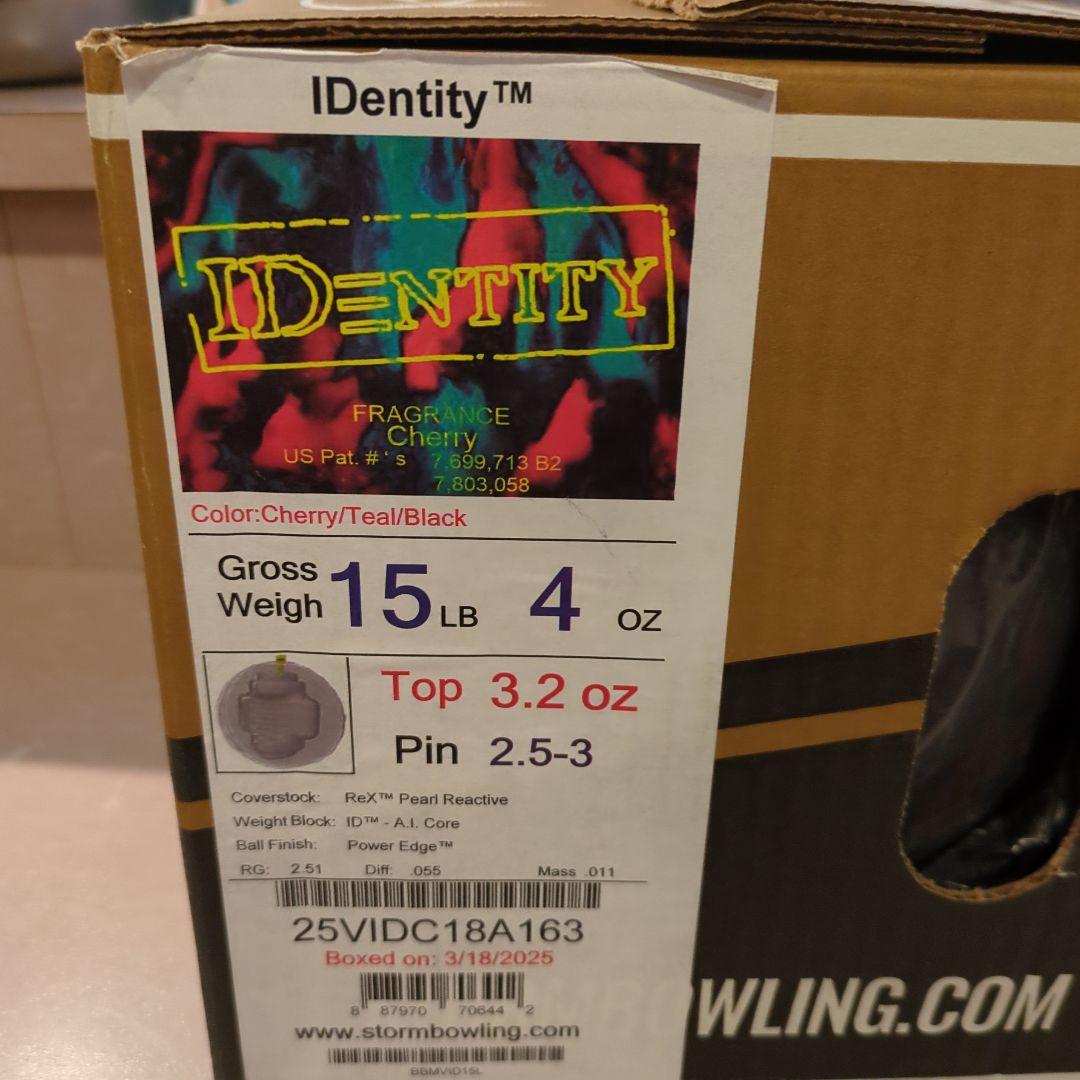 IDentity™
IDENTITY
FRAGRANCE
Cherry
US Pat. # ' s 7,699,713 B2
7,803,058
Color:Cherry/Teal/Black
Gross
Weigh 15 LB 4 OZ
Top 3.2 oz
Pin 2.5-3
Coverstock: ReX™ Pearl Reactive
Weight Block: ID™ - A.I. Core
Ball Finish: Power Edge™
RG: 2.51 Diff: .055 Mass .011
25VIDC18A163
Boxed on: 3/18/2025
8 87970 70644 2
www.stormbowling.com
BBMVID15L
BOWLING.COM